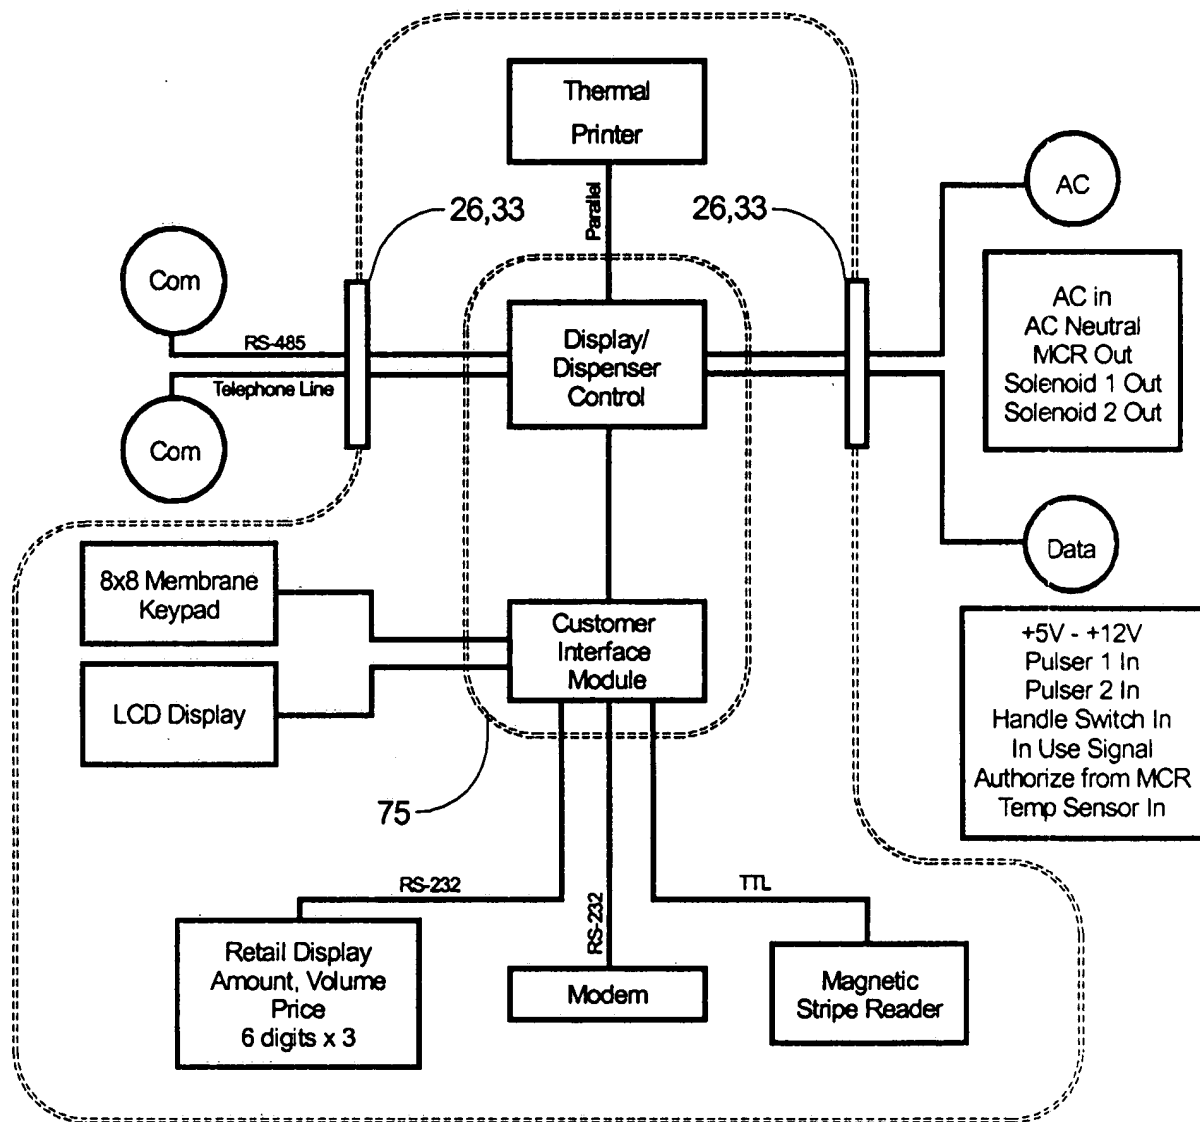 Thermal
Printer
Parallel
26,33
26,33
AC
Com
RS-485
Telephone Line
Com
Display/
Dispenser
Control
AC in
AC Neutral
MCR Out
Solenoid 1 Out
Solenoid 2 Out
Data
8x8 Membrane
Keypad
LCD Display
Customer
Interface
Module
+5V - +12V
Pulser 1 In
Pulser 2 In
Handle Switch In
In Use Signal
Authorize from MCR
Temp Sensor In
75
RS-232
RS-232
TTL
Retail Display
Amount, Volume
Price
6 digits x 3
Modem
Magnetic
Stripe Reader